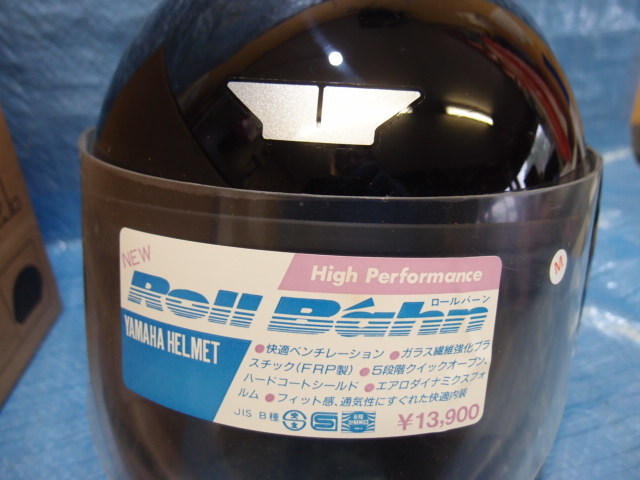 NEW
High Performance
Roll Bahn
ロールバーン
YAMAHA HELMET
●快適ベンチレーション ●ガラス繊維強化プラ
スチック(FRP製) ●5段階クイックオープン、
ハードコートシールド ●エアロダイナミクスフォ
ルム ●フィット感、通気性にすぐれた快適内装
JIS B種
¥13,900
M